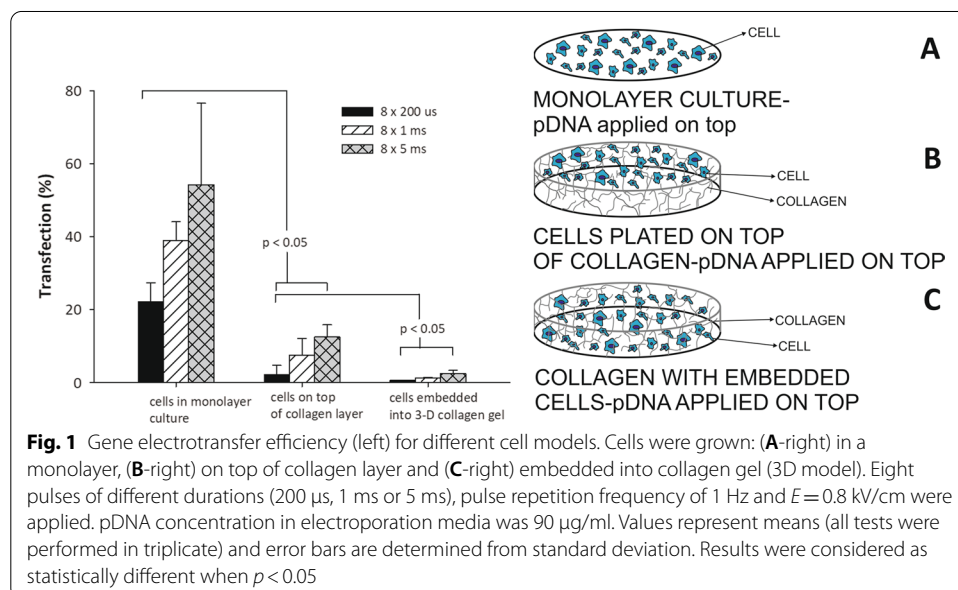 80
60
40
20
0
Transfection (%)
8 x 200 us
8 x 1 ms
8 x 5 ms
p < 0.05
p < 0.05
cells in monolayer
culture
cells on top
of collagen layer
cells embedded
into 3-D collagen gel
CELL
A
MONOLAYER CULTURE-
pDNA applied on top
B
CELL
COLLAGEN
CELLS PLATED ON TOP
OF COLLAGEN-pDNA APPLIED ON TOP
C
COLLAGEN
CELL
COLLAGEN WITH EMBEDDED
CELLS-pDNA APPLIED ON TOP
Fig. 1 Gene electrotransfer efficiency (left) for different cell models. Cells were grown: (A-right) in a
monolayer, (B-right) on top of collagen layer and (C-right) embedded into collagen gel (3D model). Eight
pulses of different durations (200 µs, 1 ms or 5 ms), pulse repetition frequency of 1 Hz and E = 0.8 kV/cm were
applied. pDNA concentration in electroporation media was 90 µg/ml. Values represent means (all tests were
performed in triplicate) and error bars are determined from standard deviation. Results were considered as
statistically different when p < 0.05